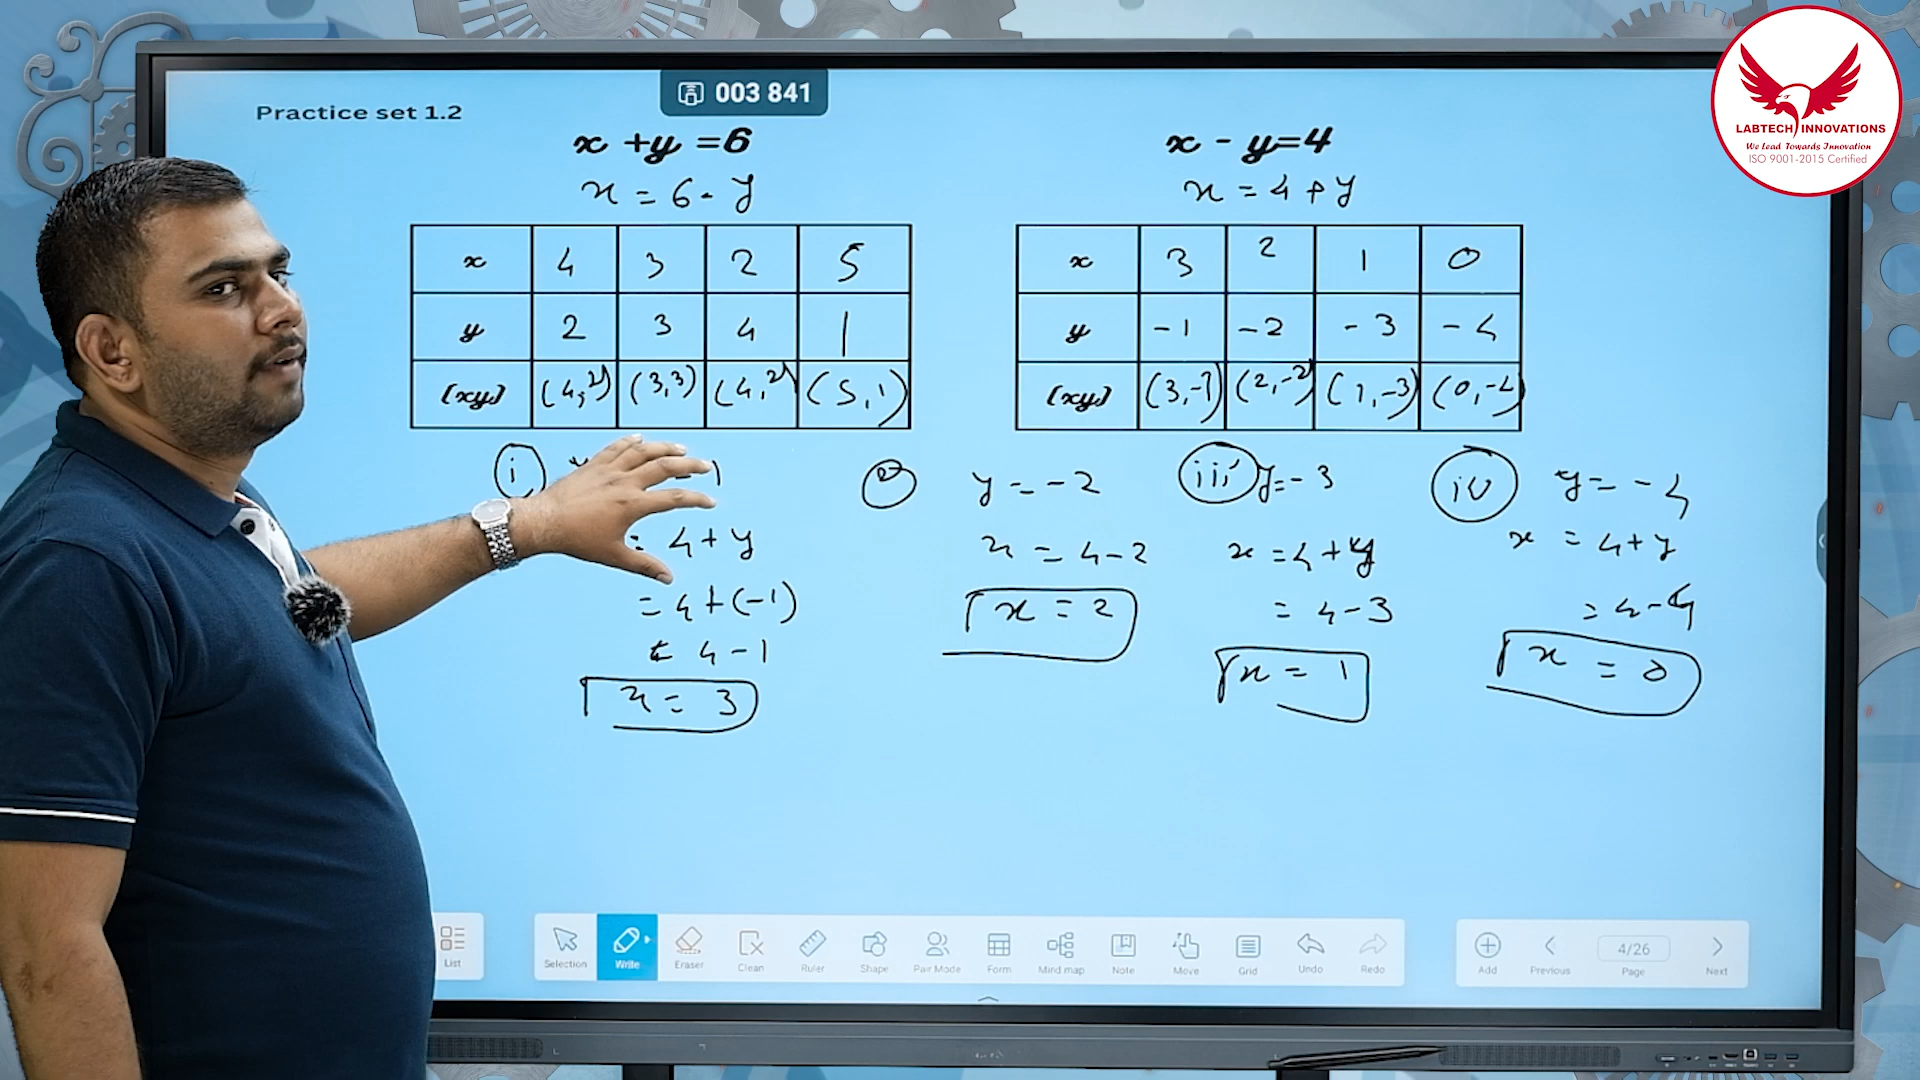 003 841
LABTECH INNOVATIONS
We Lead Towards Innovation
ISO 9001-2015 Certified
Practice set 1.2
x + y = 6
x = 6 - y
x 4 3 2 5
y 2 3 4 1
(xy) (4,2) (3,3) (4,2) (5,1)
x - y = 4
x = 4 + y
x 3 2 1 0
y -1 -2 -3 -4
(xy) (3,-1) (2,-2) (1,-3) (0,-4)
i = -1
= 4 + y
= 4 + (-1)
4 - 1
x = 3
2 y = -2
x = 4 - 2
x = 2
iii y = -3
x = 4 + y
= 4 - 3
x = 1
iv y = -4
x = 4 + y
= 4 - 4
x = 0
List
Selection Write Eraser Clean Ruler Shape Pair Mode Form Mind map Note Move Grid Undo Redo
Add Previous 4/26 Page Next